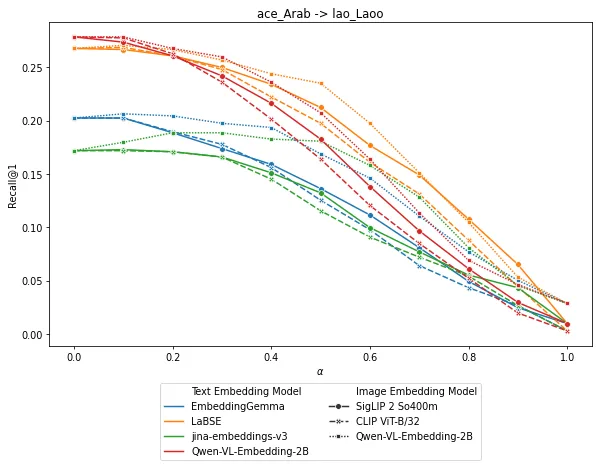 ace_Arab -> lao_Laoo
Recall@1
0.25
0.20
0.15
0.10
0.05
0.00
0.0 0.2 0.4 0.6 0.8 1.0
α
Text Embedding Model Image Embedding Model
EmbeddingGemma SigLIP 2 So400m
LaBSE CLIP ViT-B/32
jina-embeddings-v3 Qwen-VL-Embedding-2B
Qwen-VL-Embedding-2B